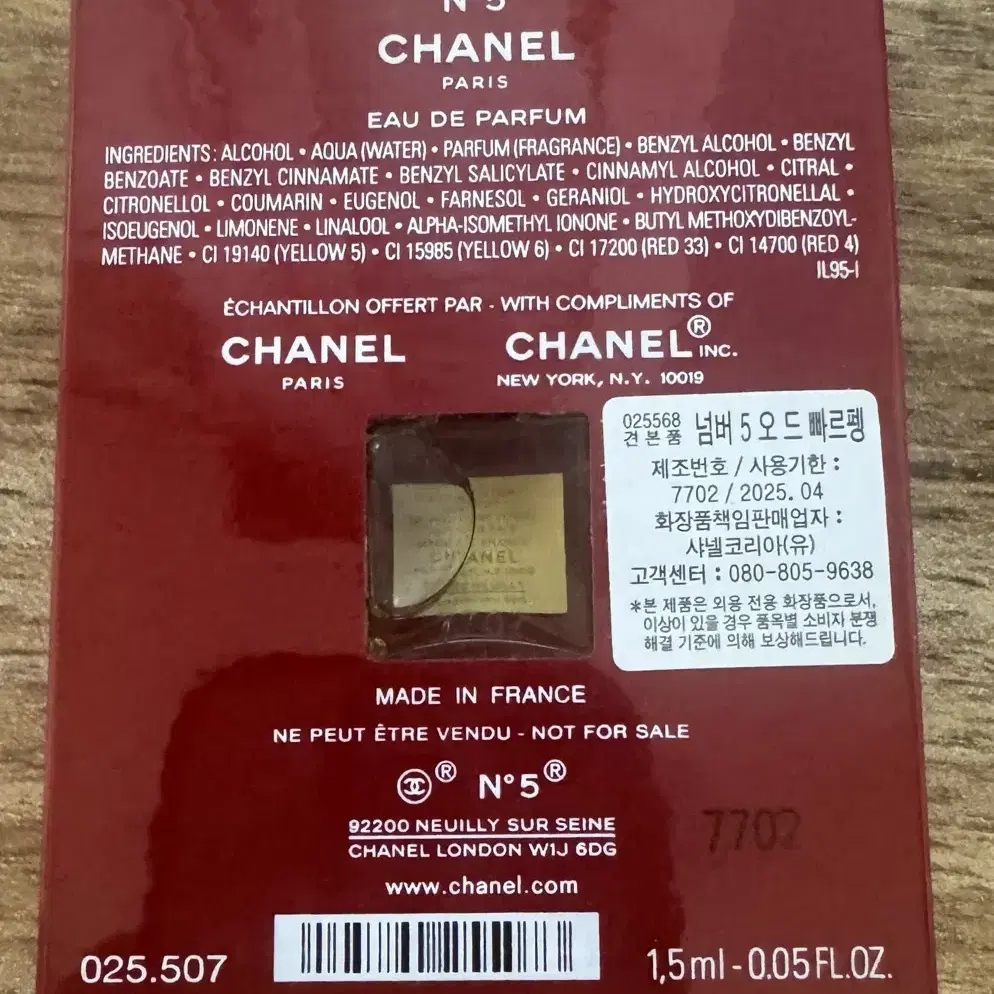 N°5
CHANEL
PARIS
EAU DE PARFUM
INGREDIENTS: ALCOHOL • AQUA (WATER) • PARFUM (FRAGRANCE) • BENZYL ALCOHOL • BENZYL
BENZOATE • BENZYL CINNAMATE • BENZYL SALICYLATE • CINNAMYL ALCOHOL • CITRAL •
CITRONELLOL • COUMARIN • EUGENOL • FARNESOL • GERANIOL • HYDROXYCITRONELLAL •
ISOEUGENOL • LIMONENE • LINALOOL • ALPHA-ISOMETHYL IONONE • BUTYL METHOXYDIBENZOYL-
METHANE • CI 19140 (YELLOW 5) • CI 15985 (YELLOW 6) • CI 17200 (RED 33) • CI 14700 (RED 4)
IL95-I
ÉCHANTILLON OFFERT PAR - WITH COMPLIMENTS OF
CHANEL
PARIS
CHANEL® INC.
NEW YORK, N.Y. 10019
025568
견본품
넘버 5 오 드 빠르펭
제조번호 / 사용기한 :
7702 / 2025. 04
화장품책임판매업자 :
샤넬코리아(유)
고객센터 : 080-805-9638
*본 제품은 외용 전용 화장품으로서,
이상이 있을 경우 품목별 소비자 분쟁
해결 기준에 의해 보상해드립니다.
CHANEL
MADE IN FRANCE
NE PEUT ÊTRE VENDU - NOT FOR SALE
® N°5®
92200 NEUILLY SUR SEINE
CHANEL LONDON W1J 6DG
7702
www.chanel.com
025.507
1,5 ml - 0.05 FL.OZ.